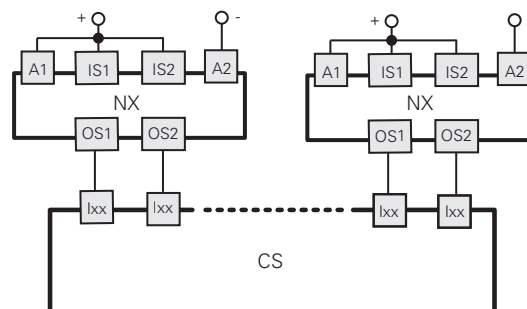 + -
A1 IS1 IS2 A2
NX
OS1 OS2
Ixx Ixx
+
A1 IS1 IS2 A2
NX
OS1 OS2
Ixx Ixx
CS